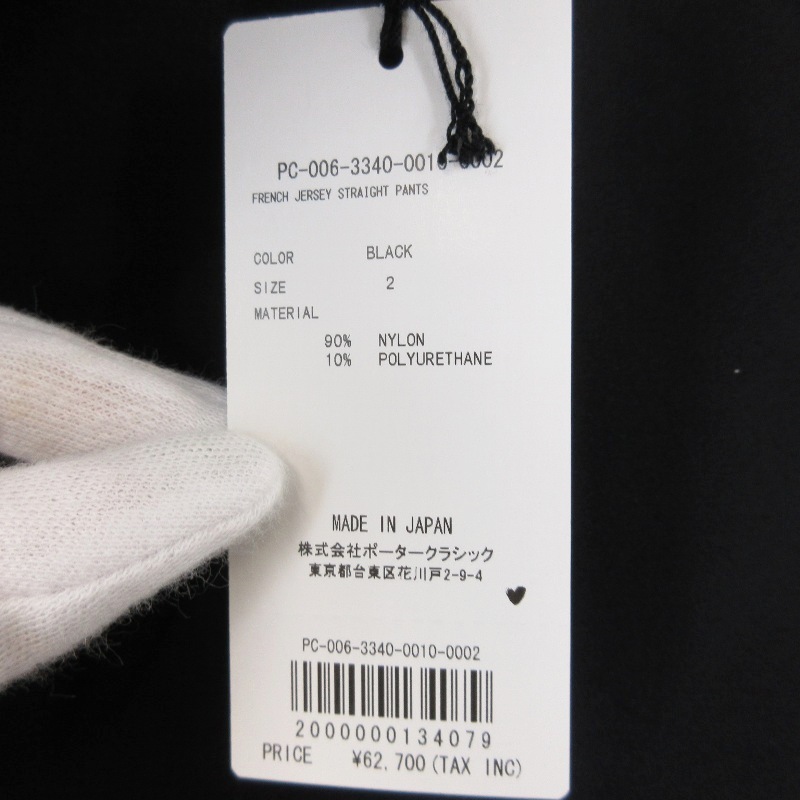 PC-006-3340-0010-0002
FRENCH JERSEY STRAIGHT PANTS
COLOR BLACK
SIZE 2
MATERIAL
90% NYLON
10% POLYURETHANE
MADE IN JAPAN
株式会社ポータークラシック
東京都台東区花川戸2-9-4
PC-006-3340-0010-0002
2000000134079
PRICE ¥62,700(TAX INC)